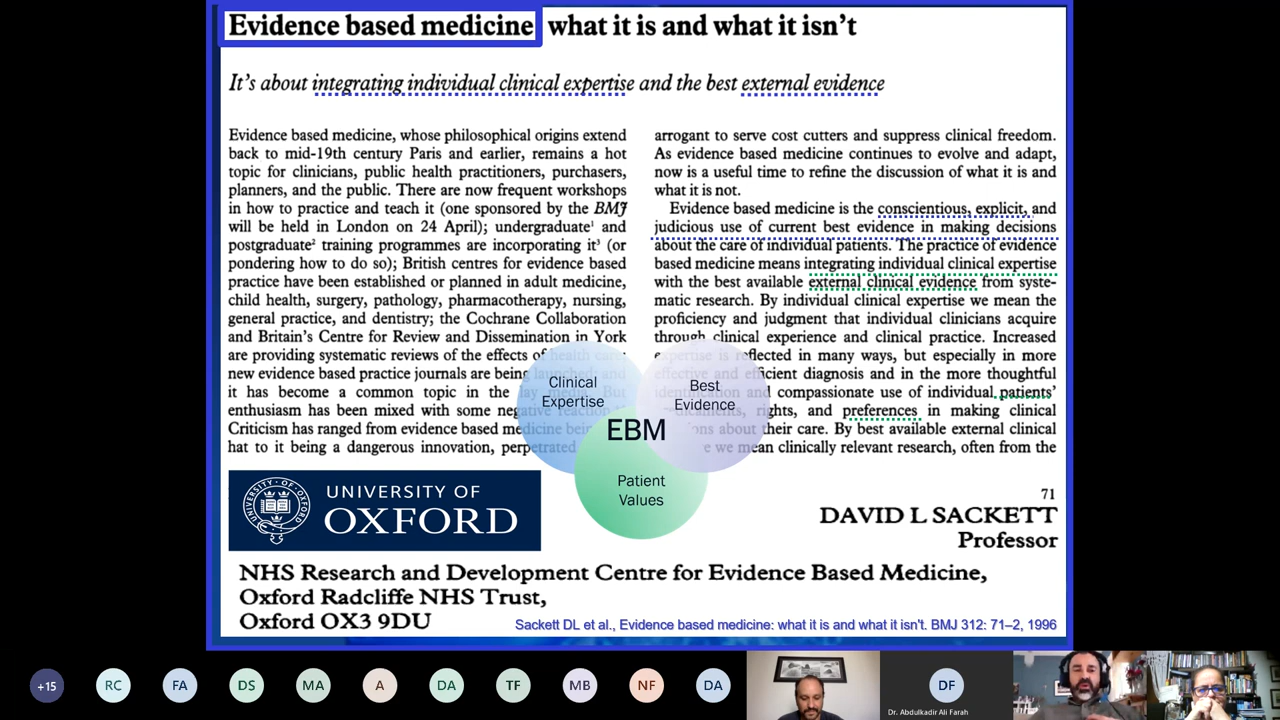 Evidence based medicine what it is and what it isn't
It's about integrating individual clinical expertise and the best external evidence
Evidence based medicine, whose philosophical origins extend
back to mid-19th century Paris and earlier, remains a hot
topic for clinicians, public health practitioners, purchasers,
planners, and the public. There are now frequent workshops
in how to practice and teach it (one sponsored by the BMJ
will be held in London on 24 April); undergraduate¹ and
postgraduate² training programmes are incorporating it³ (or
pondering how to do so); British centres for evidence based
practice have been established or planned in adult medicine,
child health, surgery, pathology, pharmacotherapy, nursing,
general practice, and dentistry; the Cochrane Collaboration
and Britain's Centre for Review and Dissemination in York
are providing systematic reviews of the effects of health care;
new evidence based practice journals are being launched; and
it has become a common topic in the lay media. But
enthusiasm has been mixed with some negative reaction
Criticism has ranged from evidence based medicine
hat to it being a dangerous innovation, perpetrated
arrogant to serve cost cutters and suppress clinical freedom.
As evidence based medicine continues to evolve and adapt,
now is a useful time to refine the discussion of what it is and
what it is not.
Evidence based medicine is the conscientious, explicit, and
judicious use of current best evidence in making decisions
about the care of individual patients. The practice of evidence
based medicine means integrating individual clinical expertise
with the best available external clinical evidence from syste-
matic research. By individual clinical expertise we mean the
proficiency and judgment that individual clinicians acquire
through clinical experience and clinical practice. Increased
expertise is reflected in many ways, but especially in more
effective and efficient diagnosis and in the more thoughtful
identification and compassionate use of individual patients'
rights, and preferences in making clinical
about their care. By best available external clinical
we mean clinically relevant research, often from the
Clinical
Expertise
Best
Evidence
EBM
Patient
Values
UNIVERSITY OF
OXFORD
71
DAVID L SACKETT
Professor
NHS Research and Development Centre for Evidence Based Medicine,
Oxford Radcliffe NHS Trust,
Oxford OX3 9DU
Sackett DL et al., Evidence based medicine: what it is and what it isn't. BMJ 312: 71–2, 1996
+15
RC
FA
DS
MA
A
DA
TF
MB
NF
DA
DF
Dr. Abdulkadir Ali Farah